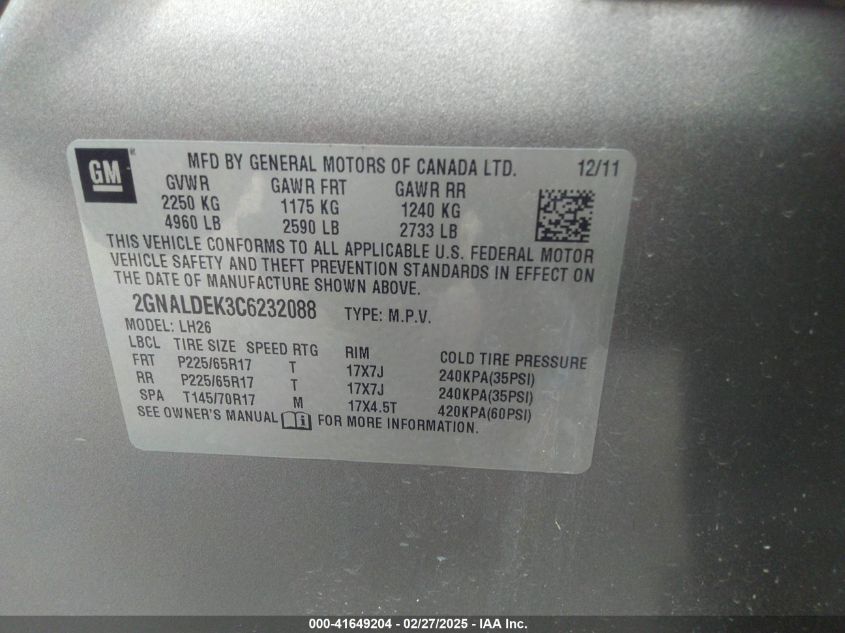 GM
MFD BY GENERAL MOTORS OF CANADA LTD. 12/11
GVWR GAWR FRT GAWR RR
2250 KG 1175 KG 1240 KG
4960 LB 2590 LB 2733 LB
THIS VEHICLE CONFORMS TO ALL APPLICABLE U.S. FEDERAL MOTOR
VEHICLE SAFETY AND THEFT PREVENTION STANDARDS IN EFFECT ON
THE DATE OF MANUFACTURE SHOWN ABOVE.
2GNALDEK3C6232088 TYPE: M.P.V.
MODEL: LH26
LBCL TIRE SIZE SPEED RTG RIM COLD TIRE PRESSURE
FRT P225/65R17 T 17X7J 240KPA(35PSI)
RR P225/65R17 T 17X7J 240KPA(35PSI)
SPA T145/70R17 M 17X4.5T 420KPA(60PSI)
SEE OWNER'S MANUAL FOR MORE INFORMATION.
000-41649204 - 02/27/2025 - IAA Inc.